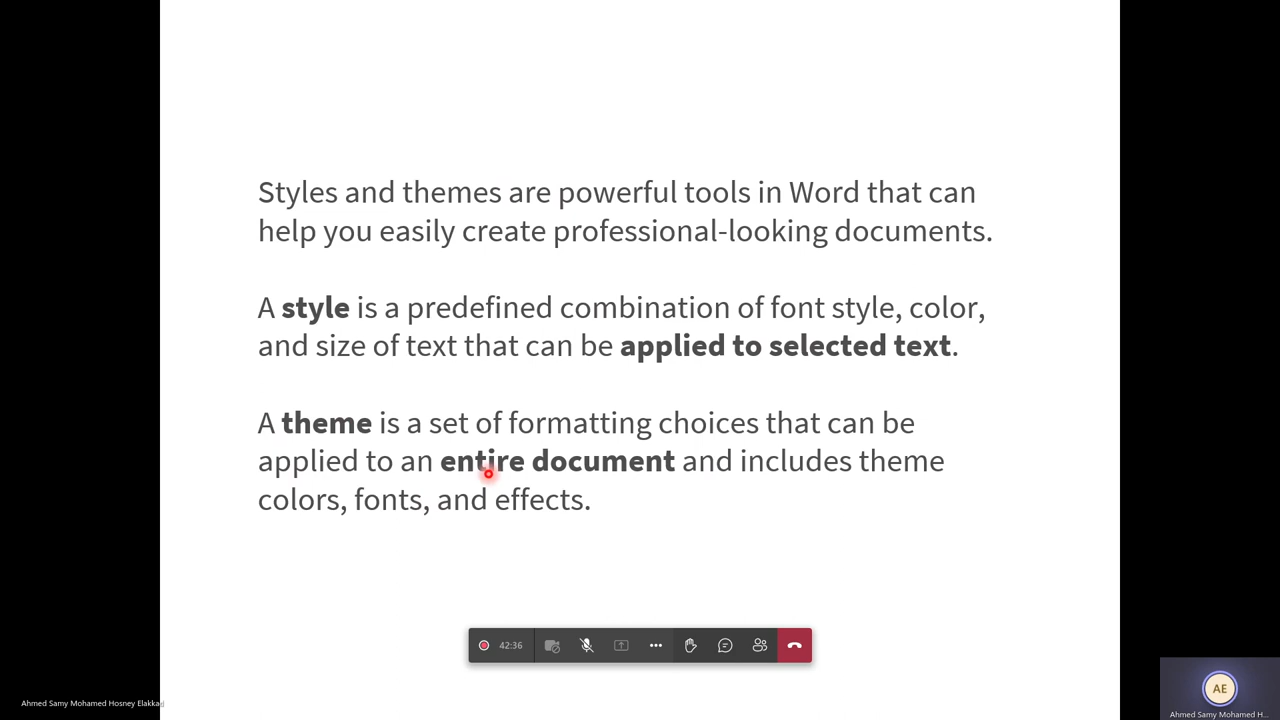 Styles and themes are powerful tools in Word that can
help you easily create professional-looking documents.
A style is a predefined combination of font style, color,
and size of text that can be applied to selected text.
A theme is a set of formatting choices that can be
applied to an entire document and includes theme
colors, fonts, and effects.
42:36
AE
Ahmed Samy Mohamed Hosney Elakkad
Ahmed Samy Mohamed H...